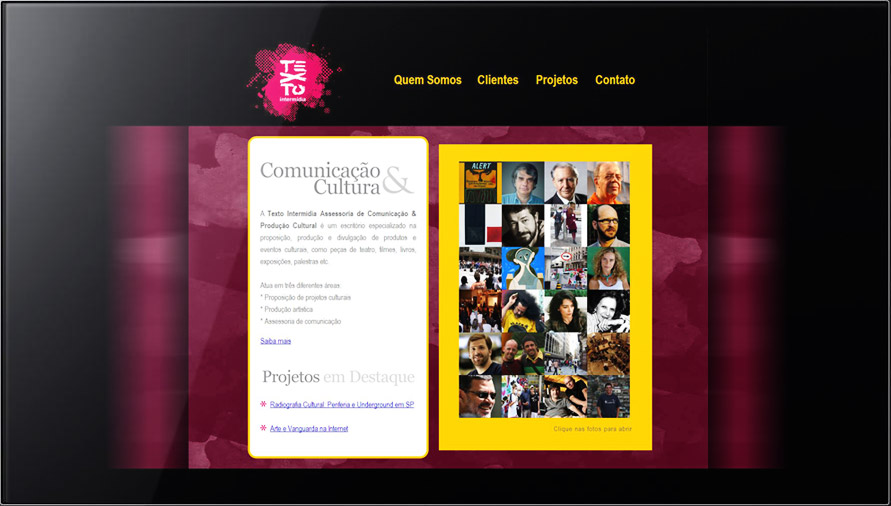 TEXTO
intermídia
Quem Somos Clientes Projetos Contato
Comunicação
Cultura &
A Texto Intermídia Assessoria de Comunicação &
Produção Cultural é um escritório especializado na
proposição, produção e divulgação de produtos e
eventos culturais, como peças de teatro, filmes, livros,
exposições, palestras etc.
Atua em três diferentes áreas:
* Proposição de projetos culturais
* Produção artística
* Assessoria de comunicação
Saiba mais
Projetos em Destaque
* Radiografia Cultural: Periferia e Underground em SP
* Arte e Vanguarda na Internet
ALERT
Clique nas fotos para abrir